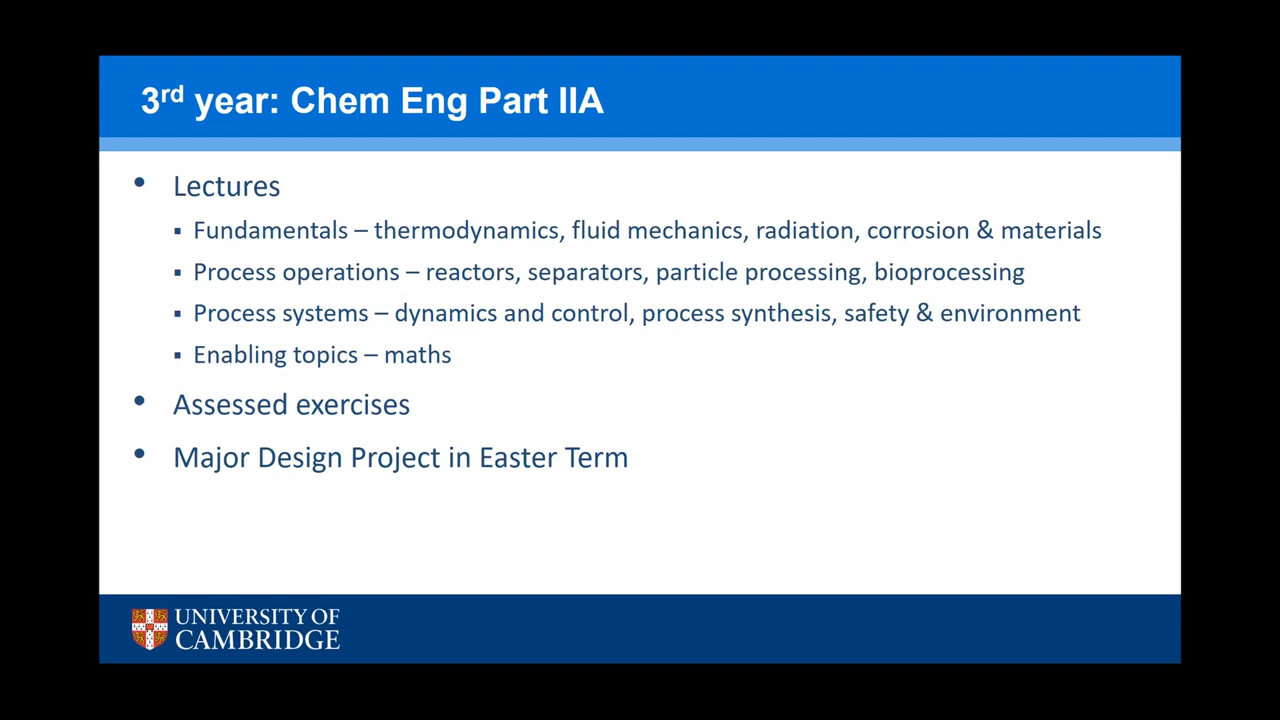 3rd year: Chem Eng Part IIA
• Lectures
▪ Fundamentals – thermodynamics, fluid mechanics, radiation, corrosion & materials
▪ Process operations – reactors, separators, particle processing, bioprocessing
▪ Process systems – dynamics and control, process synthesis, safety & environment
▪ Enabling topics – maths
• Assessed exercises
• Major Design Project in Easter Term
UNIVERSITY OF
CAMBRIDGE